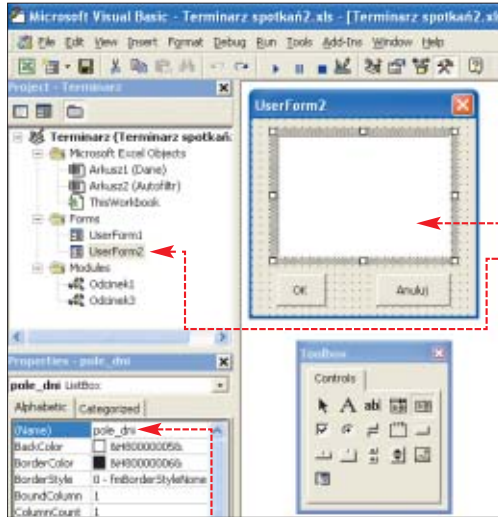 Microsoft Visual Basic - Terminarz spotkań2.xls - [Terminarz spotkań2.xl
File Edit View Insert Format Debug Run Tools Add-Ins Window Help
Project - Terminarz
Terminarz (Terminarz spotkań
Microsoft Excel Objects
Arkusz1 (Dane)
Arkusz2 (Autofiltr)
ThisWorkbook
Forms
UserForm1
UserForm2
Modules
Odcinek1
Odcinek3
UserForm2
OK
Anuluj
Toolbox
Controls
A abl
Properties - pole_dni
pole_dni ListBox
Alphabetic Categorized
(Name) pole_dni
BackColor &H80000005&
BorderColor &H80000006&
BorderStyle 0 - fmBorderStyleNone
BoundColumn 1
ColumnCount 1